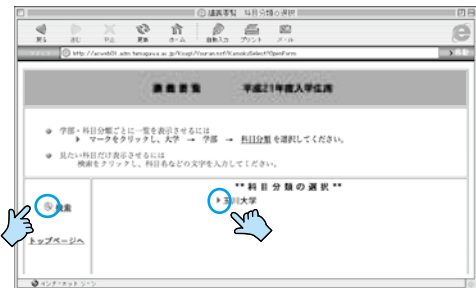 講義要覧 科目分類の選択
戻る 進む 中止 更新 ホーム 自動入力 プリント メール
講義要覧 平成21年度入学生用
学部・科目分類ごとに一覧を表示させるには
▶ マークをクリックし、大学 → 学部 → 科目分類 を選択してください。
見たい科目だけ表示させるには
検索をクリックし、科目名などの文字を入力してください。
** 科目分類の選択 **
検索
▶ 玉川大学
トップページへ
インターネットゾーン